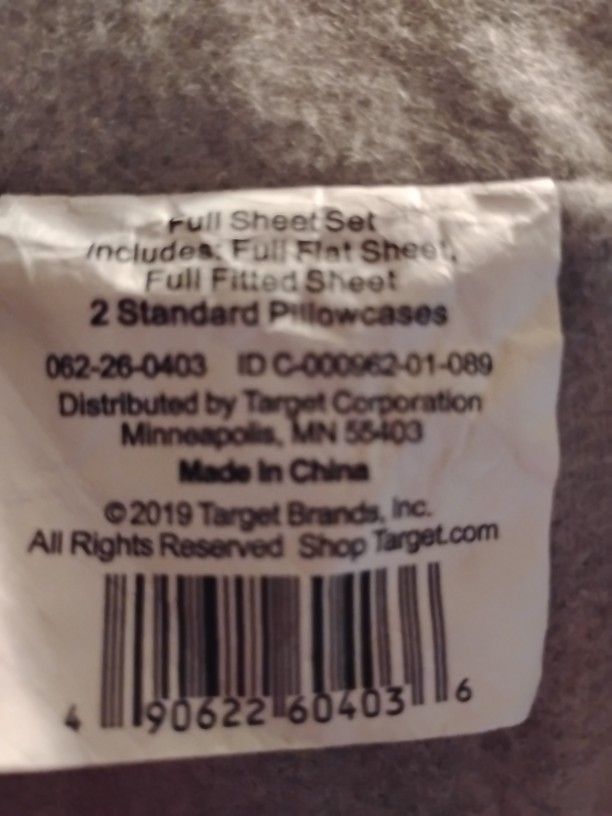 Full Sheet Set
Includes: Full Flat Sheet,
Full Fitted Sheet
2 Standard Pillowcases
062-26-0403 ID C-000962-01-089
Distributed by Target Corporation
Minneapolis, MN 55403
Made in China
©2019 Target Brands, Inc.
All Rights Reserved Shop Target.com
4 90622 60403 6